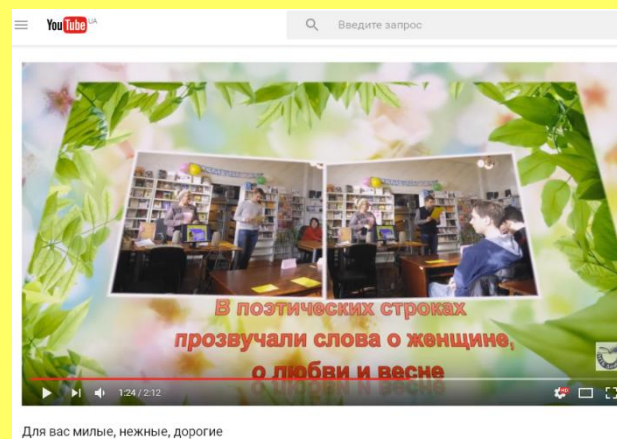 YouTube UA
Введите запрос
В поэтических строках
прозвучали слова о женщине,
о любви и весне
1:24 / 2:12
HD
Для вас милые, нежные, дорогие